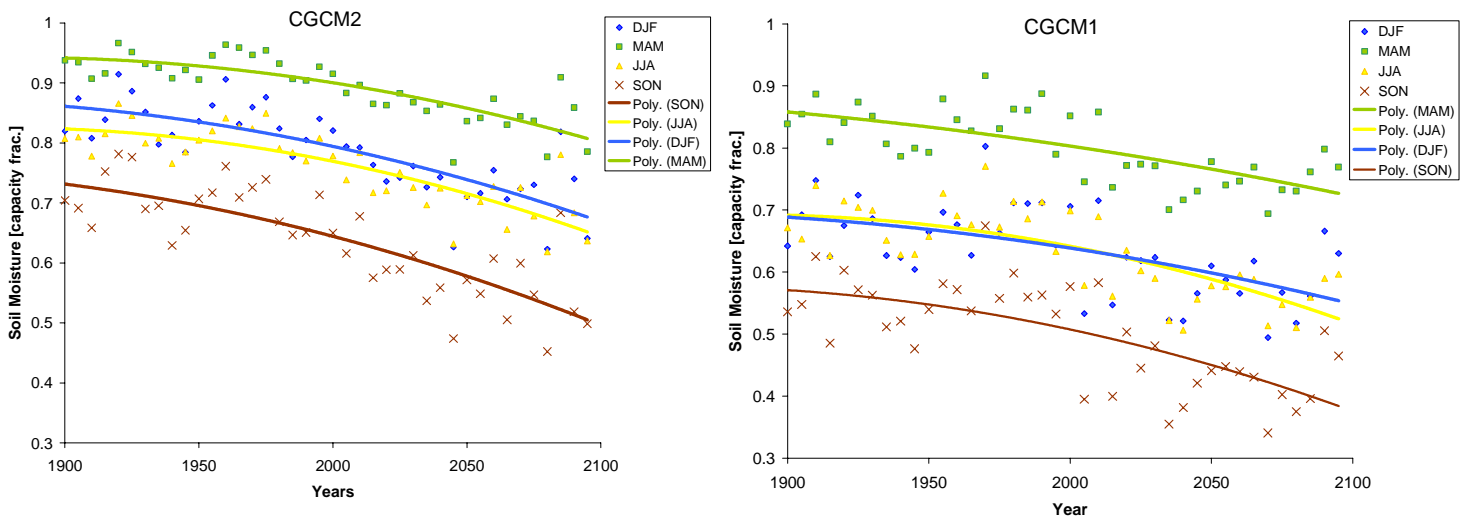 CGCM2
Soil Moisture [capacity frac.]
1
0.9
0.8
0.7
0.6
0.5
0.4
0.3
1900
1950
2000
2050
2100
Years
DJF
MAM
JJA
SON
Poly. (SON)
Poly. (JJA)
Poly. (DJF)
Poly. (MAM)
CGCM1
Soil Moisture [capacity frac.]
1
0.9
0.8
0.7
0.6
0.5
0.4
0.3
1900
1950
2000
2050
2100
Year
DJF
MAM
JJA
SON
Poly. (MAM)
Poly. (JJA)
Poly. (DJF)
Poly. (SON)